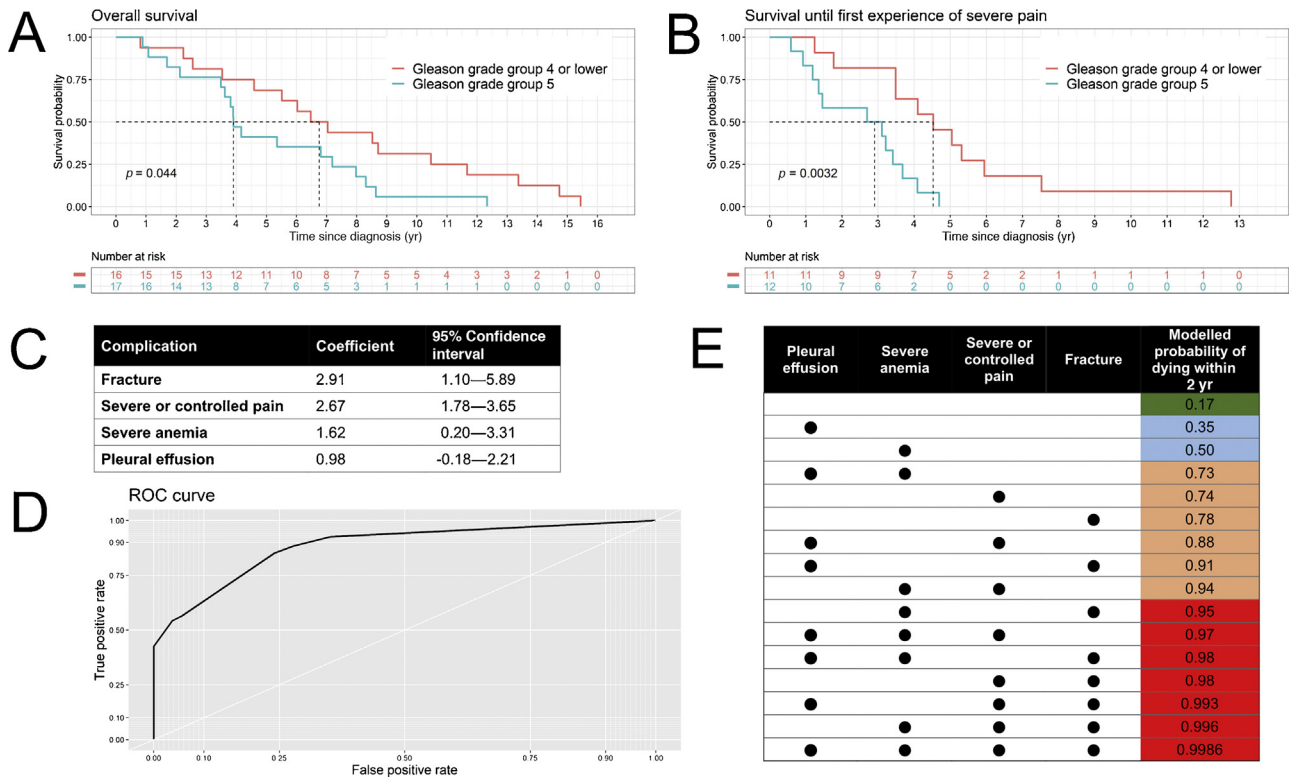 A
Overall survival
1.00
0.75
0.50
0.25
0.00
Survival probability
Gleason grade group 4 or lower
Gleason grade group 5
p = 0.044
0 1 2 3 4 5 6 7 8 9 10 11 12 13 14 15 16
Time since diagnosis (yr)
Number at risk
16 15 15 13 12 11 10 8 7 5 5 4 3 3 2 1 0
17 16 14 13 8 7 6 5 3 1 1 1 1 0 0 0 0
B
Survival until first experience of severe pain
1.00
0.75
0.50
0.25
0.00
Survival probability
Gleason grade group 4 or lower
Gleason grade group 5
p = 0.0032
0 1 2 3 4 5 6 7 8 9 10 11 12 13
Time since diagnosis (yr)
Number at risk
11 11 9 9 7 5 2 2 1 1 1 1 1 0
12 10 7 6 2 0 0 0 0 0 0 0 0 0
C
Complication Coefficient 95% Confidence interval
Fracture 2.91 1.10—5.89
Severe or controlled pain 2.67 1.78—3.65
Severe anemia 1.62 0.20—3.31
Pleural effusion 0.98 -0.18—2.21
D
ROC curve
1.00
0.90
0.75
0.50
0.25
0.10
0.00
True positive rate
0.00 0.10 0.25 0.50 0.75 0.90 1.00
False positive rate
E
Pleural effusion Severe anemia Severe or controlled pain Fracture Modelled probability of dying within 2 yr
0.17
0.35
0.50
0.73
0.74
0.78
0.88
0.91
0.94
0.95
0.97
0.98
0.98
0.993
0.996
0.9986